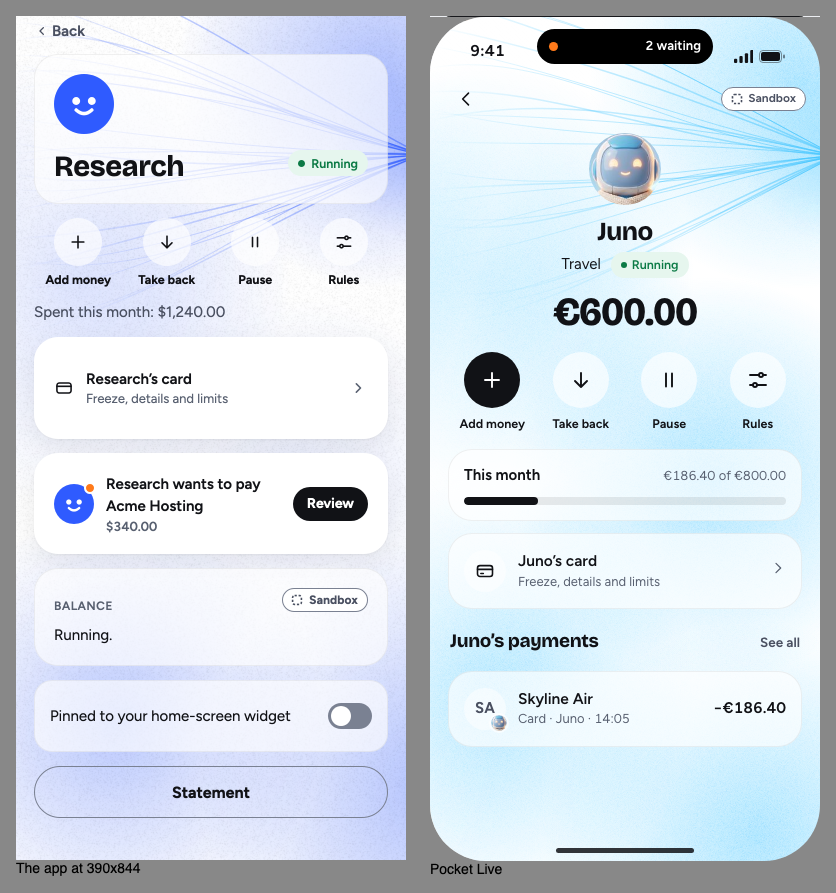 Back
Research
Running
Add money
Take back
Pause
Rules
Spent this month: $1,240.00
Research's card
Freeze, details and limits
Research wants to pay
Acme Hosting
$340.00
Review
BALANCE
Sandbox
Running.
Pinned to your home-screen widget
Statement
The app at 390x844
9:41
2 waiting
Sandbox
Juno
Travel
Running
€600.00
Add money
Take back
Pause
Rules
This month
€186.40 of €800.00
Juno's card
Freeze, details and limits
Juno's payments
See all
SA
Skyline Air
Card · Juno · 14:05
-€186.40
Pocket Live